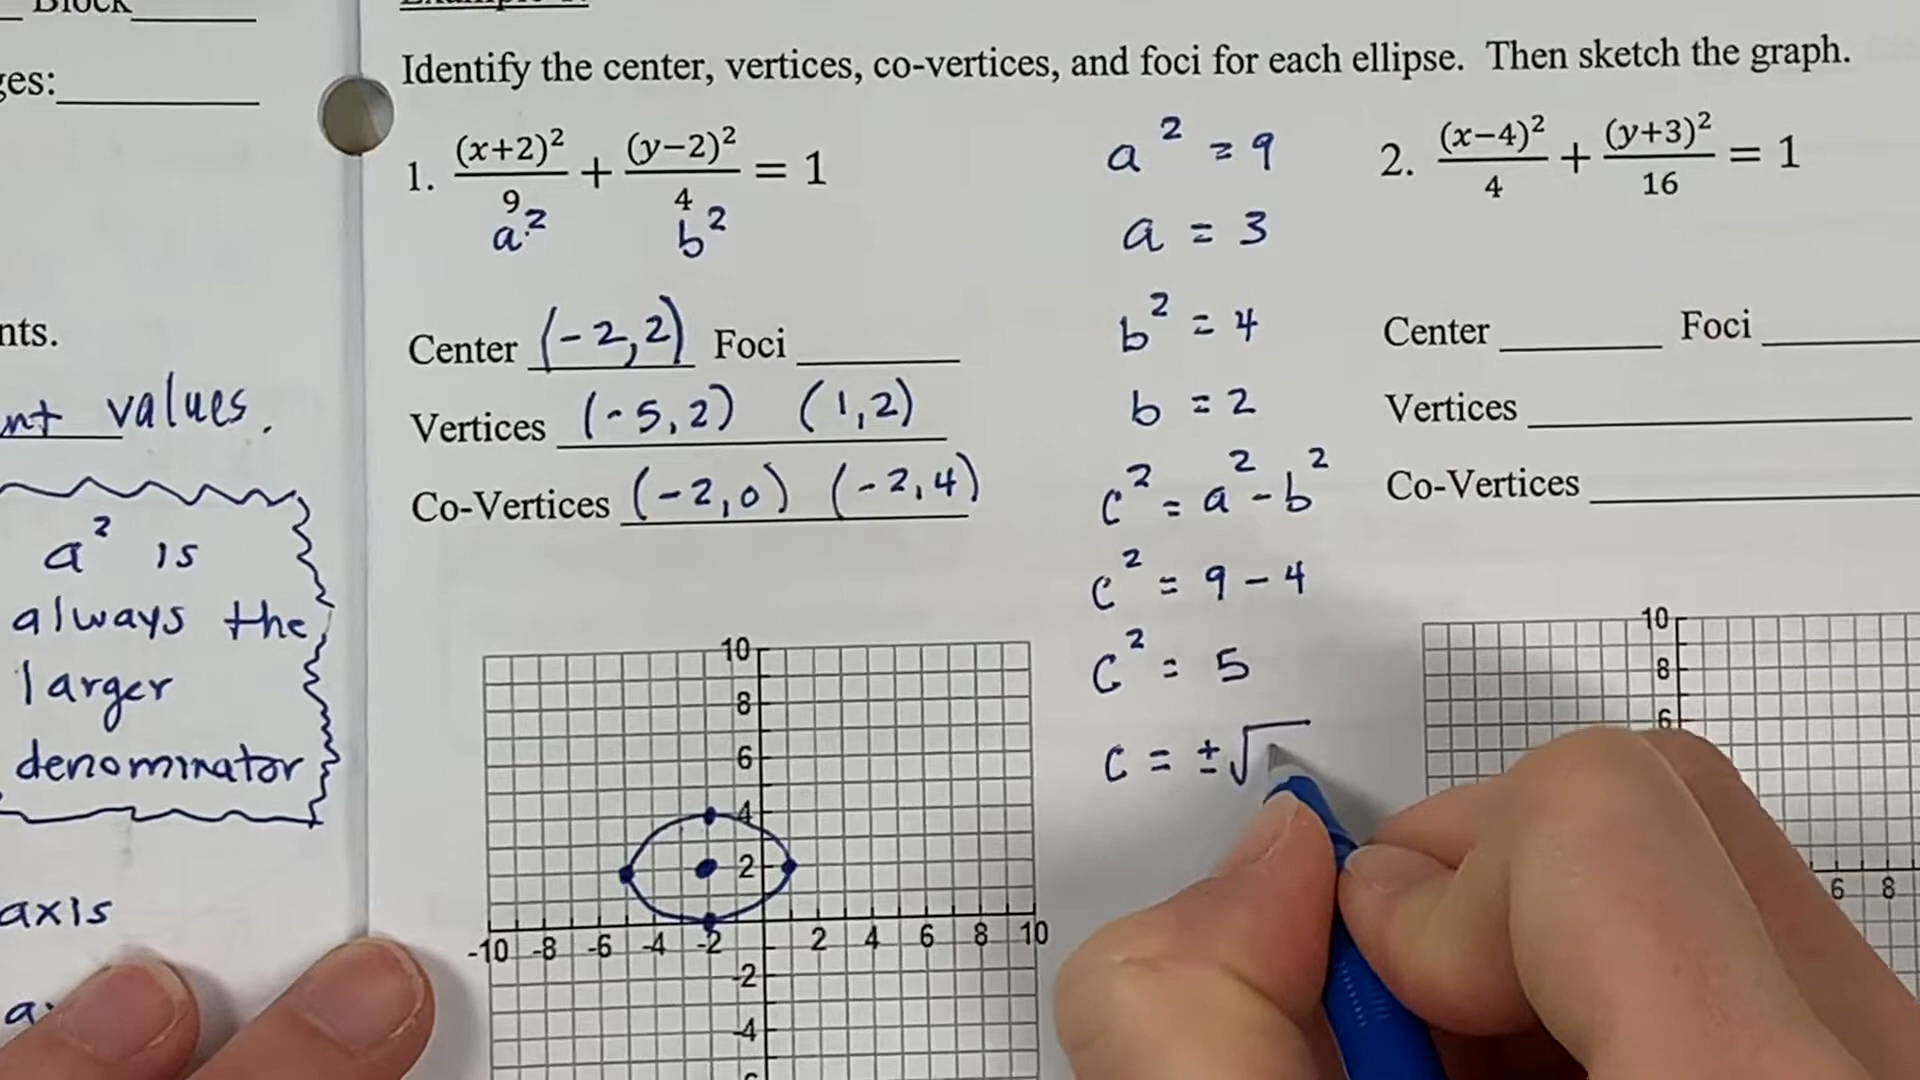 Block
ges:
nts.
values.
a² is
always the
larger
denominator
axis
Identify the center, vertices, co-vertices, and foci for each ellipse. Then sketch the graph.
1. (x+2)²/9 + (y−2)²/4 = 1
a² b²
Center (-2,2) Foci
Vertices (-5,2) (1,2)
Co-Vertices (-2,0) (-2,4)
10
8
6
4
2
-10 -8 -6 -4 -2 2 4 6 8 10
-2
-4
a² = 9
a = 3
b² = 4
b = 2
c² = a² - b²
c² = 9 - 4
c² = 5
c = ±√
2. (x−4)²/4 + (y+3)²/16 = 1
Center Foci
Vertices
Co-Vertices
10
8
6
6 8